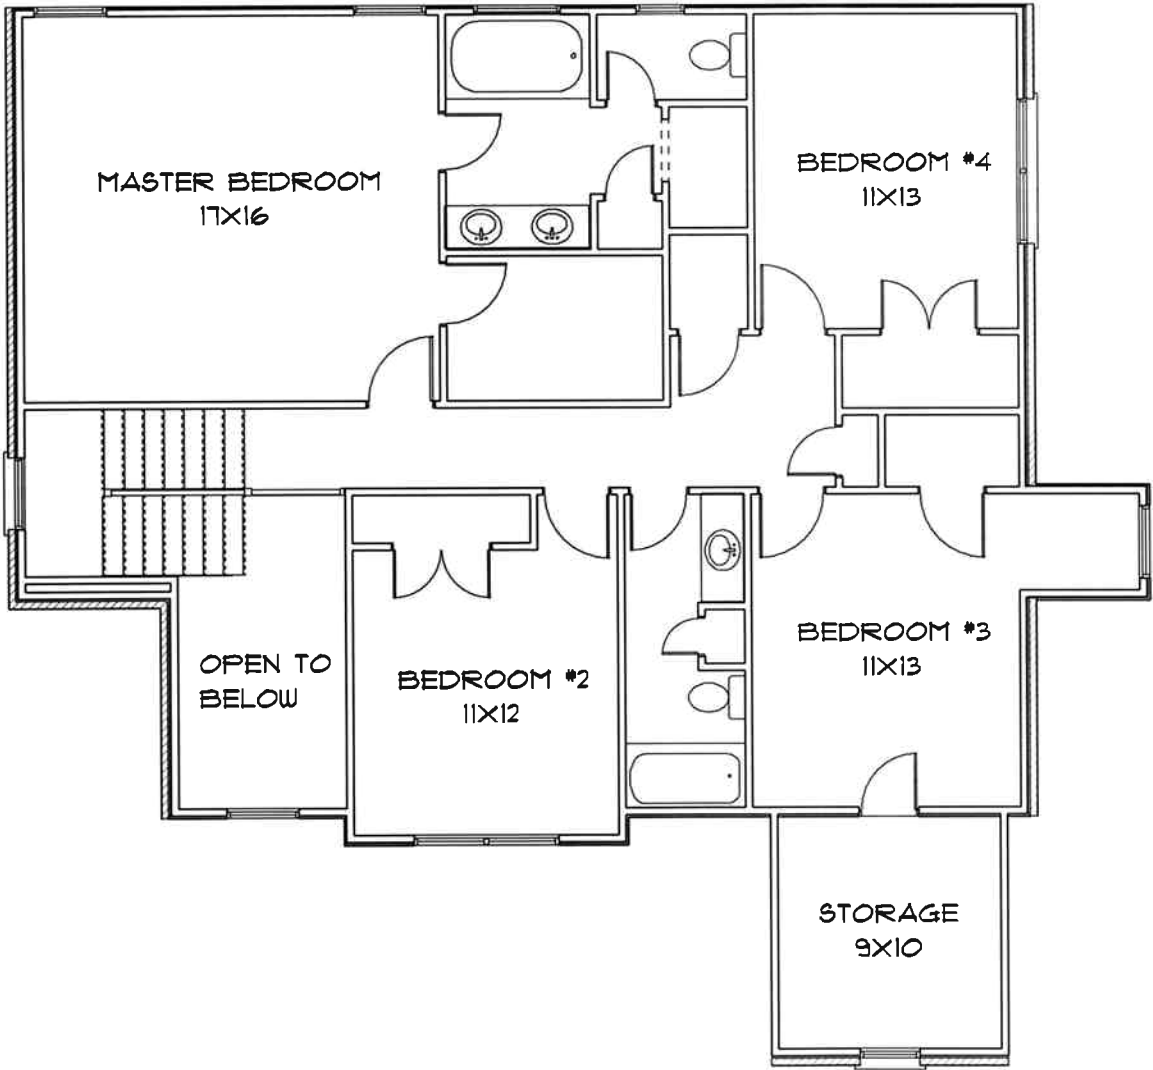 MASTER BEDROOM
17X16
BEDROOM #4
11X13
OPEN TO
BELOW
BEDROOM #2
11X12
BEDROOM #3
11X13
STORAGE
9X10